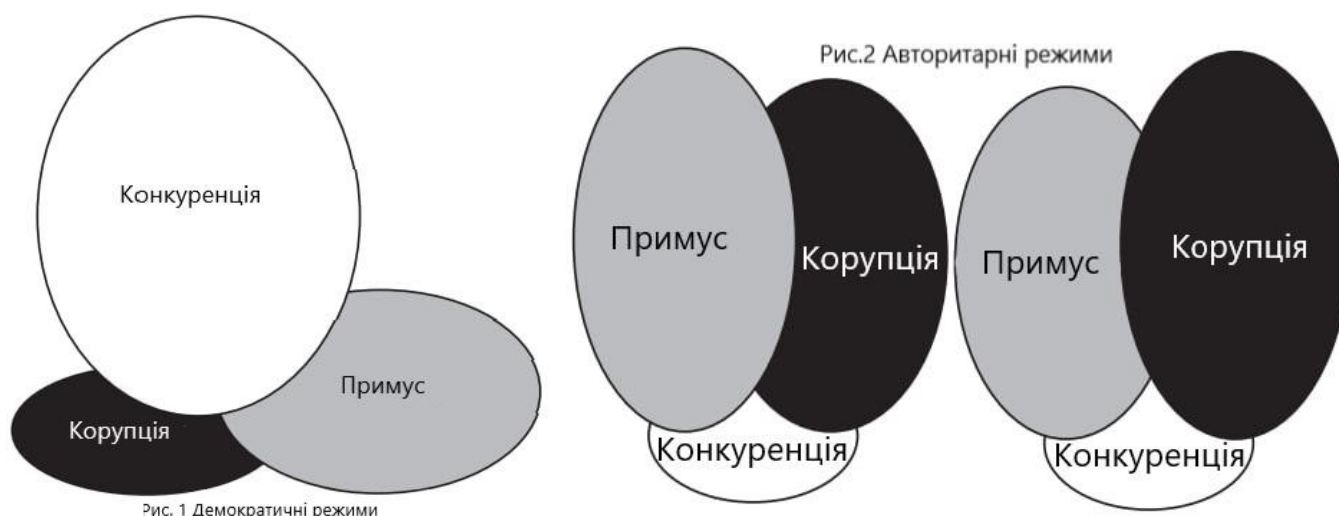 Конкуренція
Примус
Корупція
Рис. 1 Демократичні режими
Рис.2 Авторитарні режими
Примус
Корупція
Конкуренція
Примус
Корупція
Конкуренція